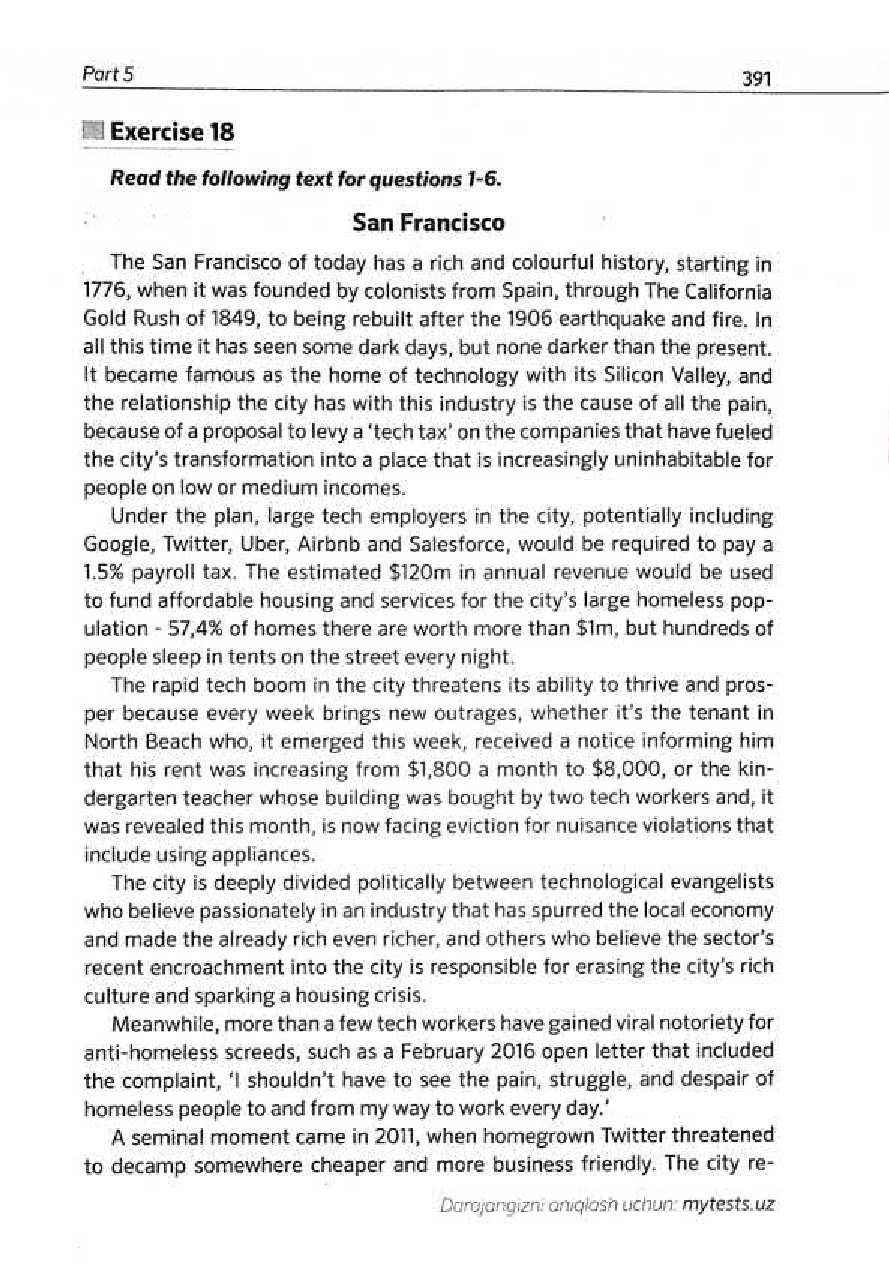 Part 5
391
Exercise 18
Read the following text for questions 1-6.
San Francisco
The San Francisco of today has a rich and colourful history, starting in
1776, when it was founded by colonists from Spain, through The California
Gold Rush of 1849, to being rebuilt after the 1906 earthquake and fire. In
all this time it has seen some dark days, but none darker than the present.
It became famous as the home of technology with its Silicon Valley, and
the relationship the city has with this industry is the cause of all the pain,
because of a proposal to levy a 'tech tax' on the companies that have fueled
the city's transformation into a place that is increasingly uninhabitable for
people on low or medium incomes.
Under the plan, large tech employers in the city, potentially including
Google, Twitter, Uber, Airbnb and Salesforce, would be required to pay a
1.5% payroll tax. The estimated $120m in annual revenue would be used
to fund affordable housing and services for the city's large homeless pop-
ulation - 57,4% of homes there are worth more than $1m, but hundreds of
people sleep in tents on the street every night.
The rapid tech boom in the city threatens its ability to thrive and pros-
per because every week brings new outrages, whether it's the tenant in
North Beach who, it emerged this week, received a notice informing him
that his rent was increasing from $1,800 a month to $8,000, or the kin-
dergarten teacher whose building was bought by two tech workers and, it
was revealed this month, is now facing eviction for nuisance violations that
include using appliances.
The city is deeply divided politically between technological evangelists
who believe passionately in an industry that has spurred the local economy
and made the already rich even richer, and others who believe the sector's
recent encroachment into the city is responsible for erasing the city's rich
culture and sparking a housing crisis.
Meanwhile, more than a few tech workers have gained viral notoriety for
anti-homeless screeds, such as a February 2016 open letter that included
the complaint, 'I shouldn't have to see the pain, struggle, and despair of
homeless people to and from my way to work every day.'
A seminal moment came in 2011, when homegrown Twitter threatened
to decamp somewhere cheaper and more business friendly. The city re-
Darajangizni aniqlash uchun: mytests.uz